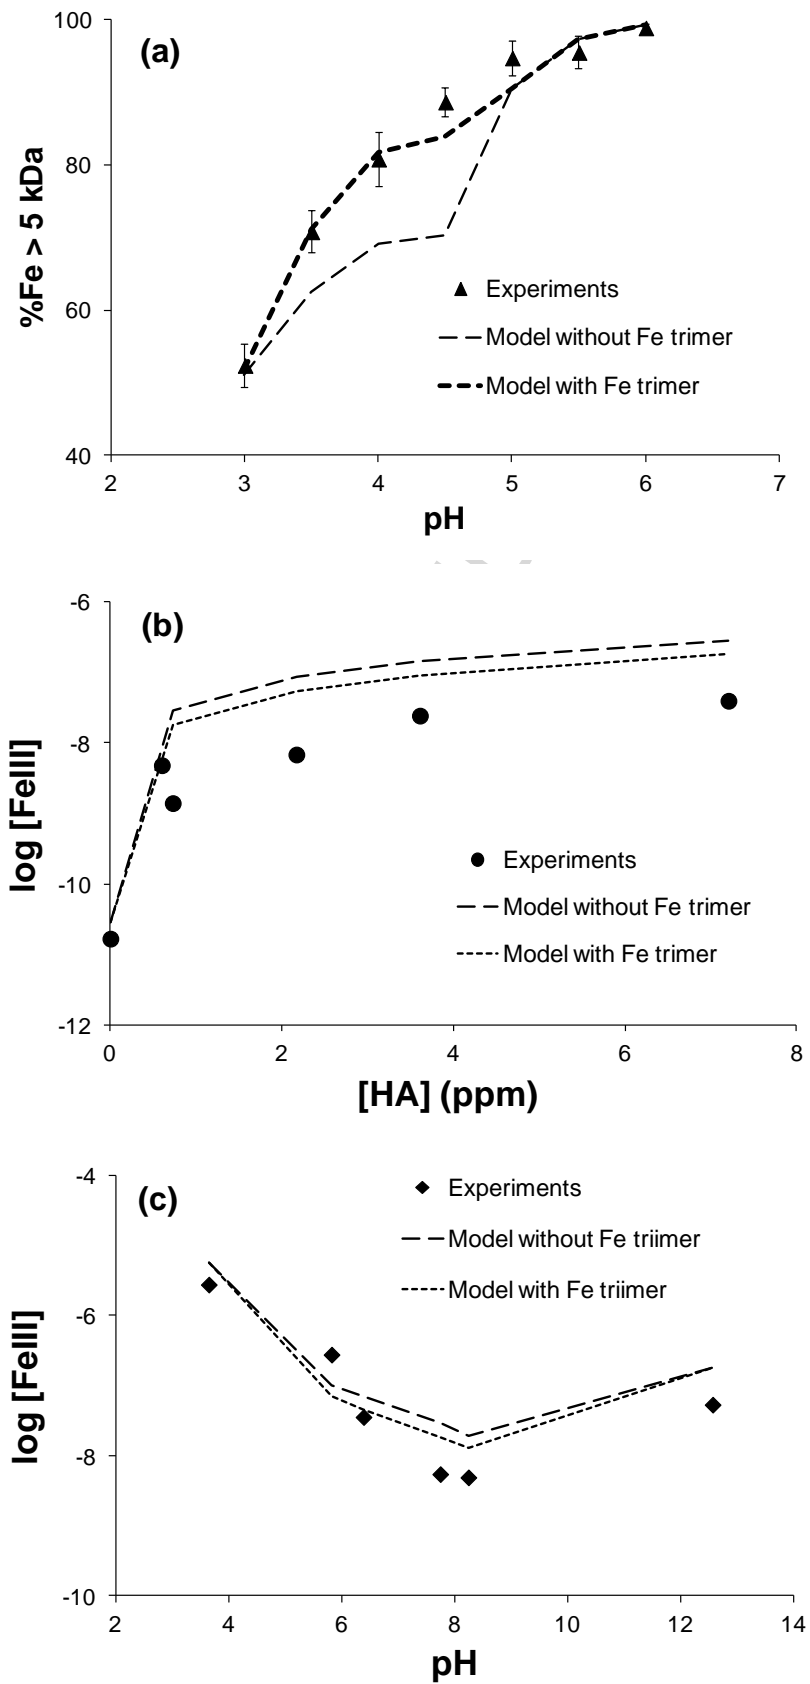 100
(a)
80
%Fe > 5 kDa
60
Experiments
Model without Fe trimer
Model with Fe trimer
40
2 3 4 5 6 7
pH
-6
(b)
-8
log [FeIII]
-10
Experiments
Model without Fe trimer
Model with Fe trimer
-12
0 2 4 6 8
[HA] (ppm)
-4
(c)
Experiments
Model without Fe triimer
Model with Fe triimer
-6
log [FeIII]
-8
-10
2 4 6 8 10 12 14
pH